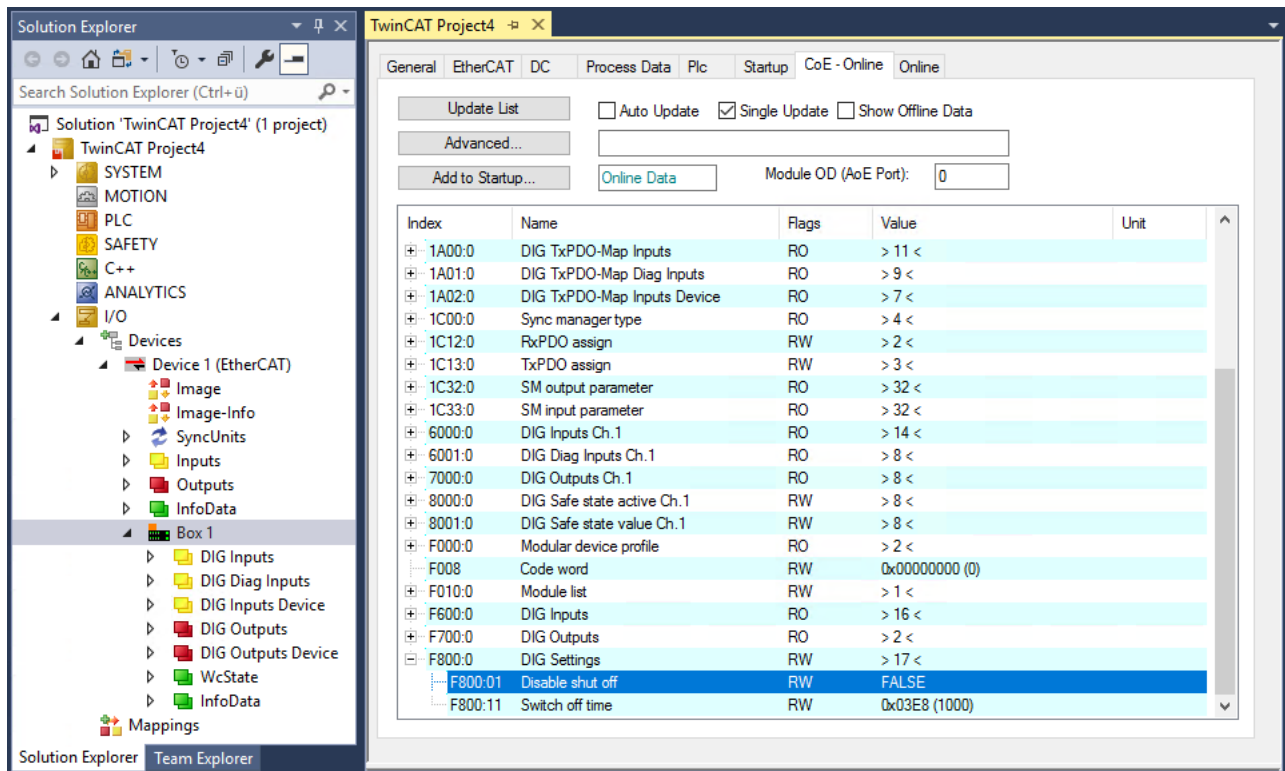 Solution Explorer
Search Solution Explorer (Ctrl+ü)
Solution 'TwinCAT Project4' (1 project)
TwinCAT Project4
SYSTEM
MOTION
PLC
SAFETY
C++
ANALYTICS
I/O
Devices
Device 1 (EtherCAT)
Image
Image-Info
SyncUnits
Inputs
Outputs
InfoData
Box 1
DIG Inputs
DIG Diag Inputs
DIG Inputs Device
DIG Outputs
DIG Outputs Device
WcState
InfoData
Mappings
Solution Explorer Team Explorer
TwinCAT Project4
General EtherCAT DC Process Data Plc Startup CoE - Online Online
Update List Auto Update Single Update Show Offline Data
Advanced...
Add to Startup... Online Data Module OD (AoE Port): 0
Index Name Flags Value Unit
1A00:0 DIG TxPDO-Map Inputs RO > 11 <
1A01:0 DIG TxPDO-Map Diag Inputs RO > 9 <
1A02:0 DIG TxPDO-Map Inputs Device RO > 7 <
1C00:0 Sync manager type RO > 4 <
1C12:0 RxPDO assign RW > 2 <
1C13:0 TxPDO assign RW > 3 <
1C32:0 SM output parameter RO > 32 <
1C33:0 SM input parameter RO > 32 <
6000:0 DIG Inputs Ch.1 RO > 14 <
6001:0 DIG Diag Inputs Ch.1 RO > 8 <
7000:0 DIG Outputs Ch.1 RO > 8 <
8000:0 DIG Safe state active Ch.1 RW > 8 <
8001:0 DIG Safe state value Ch.1 RW > 8 <
F000:0 Modular device profile RO > 2 <
F008 Code word RW 0x00000000 (0)
F010:0 Module list RW > 1 <
F600:0 DIG Inputs RO > 16 <
F700:0 DIG Outputs RO > 2 <
F800:0 DIG Settings RW > 17 <
F800:01 Disable shut off RW FALSE
F800:11 Switch off time RW 0x03E8 (1000)